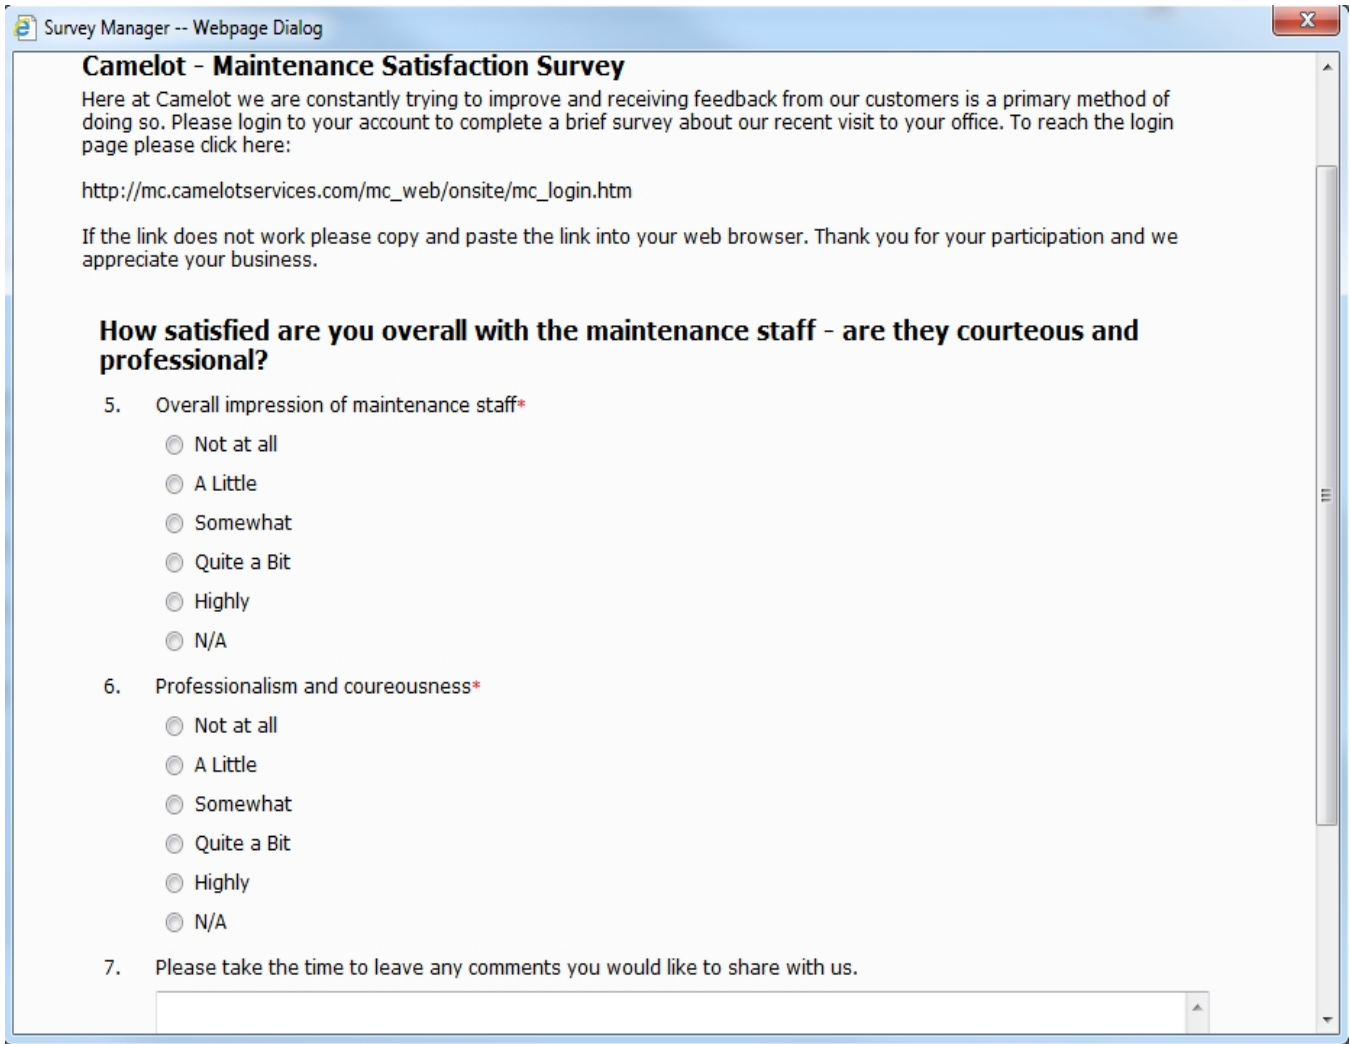 Survey Manager -- Webpage Dialog
Camelot - Maintenance Satisfaction Survey
Here at Camelot we are constantly trying to improve and receiving feedback from our customers is a primary method of
doing so. Please login to your account to complete a brief survey about our recent visit to your office. To reach the login
page please click here:
http://mc.camelotservices.com/mc_web/onsite/mc_login.htm
If the link does not work please copy and paste the link into your web browser. Thank you for your participation and we
appreciate your business.
How satisfied are you overall with the maintenance staff - are they courteous and
professional?
5. Overall impression of maintenance staff*
Not at all
A Little
Somewhat
Quite a Bit
Highly
N/A
6. Professionalism and coureousness*
Not at all
A Little
Somewhat
Quite a Bit
Highly
N/A
7. Please take the time to leave any comments you would like to share with us.